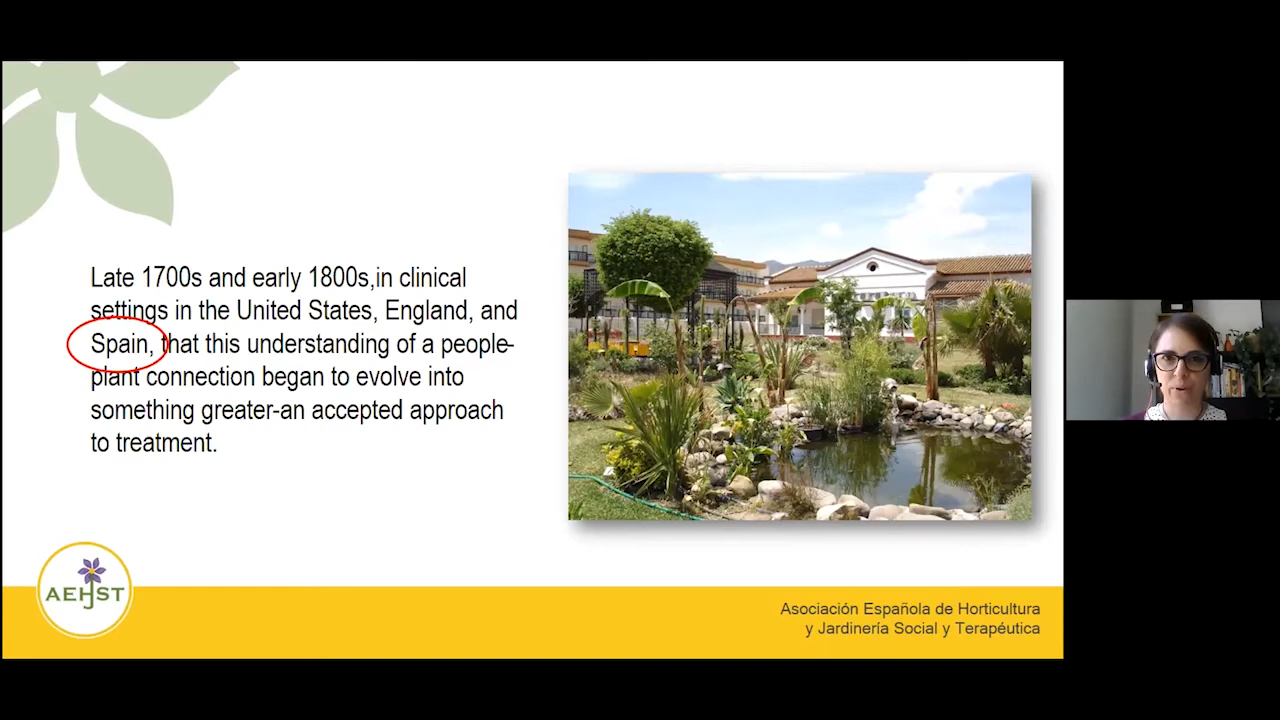 Late 1700s and early 1800s,in clinical
settings in the United States, England, and
Spain, that this understanding of a people-
plant connection began to evolve into
something greater-an accepted approach
to treatment.
AEHJST
Asociación Española de Horticultura
y Jardinería Social y Terapéutica